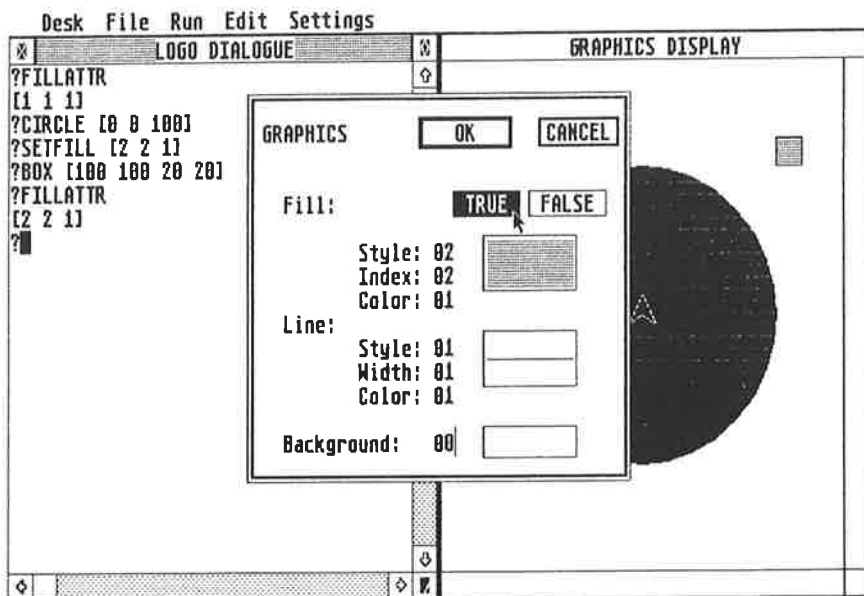 Desk File Run Edit Settings
LOGO DIALOGUE
?FILLATTR
[1 1 1]
?CIRCLE [0 0 100]
?SETFILL [2 2 1]
?BOX [100 100 20 20]
?FILLATTR
[2 2 1]
?
GRAPHICS DISPLAY
GRAPHICS OK CANCEL
Fill: TRUE FALSE
Style: 02
Index: 02
Color: 01
Line:
Style: 01
Width: 01
Color: 01
Background: 00